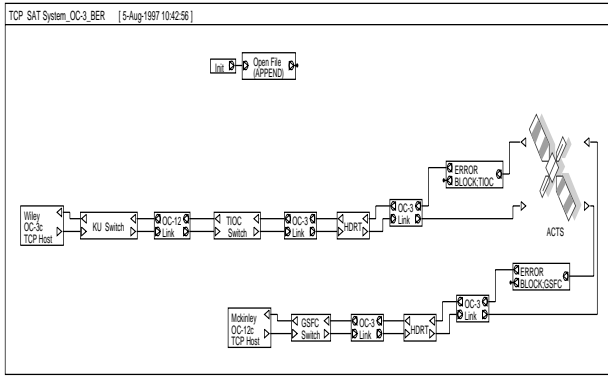 TCP SAT System_OC-3_BER [ 5-Aug-1997 10:42:56 ]
Init
Open File
(APPEND)
ERROR
BLOCK;TIOC
ACTS
Wiley
OC-3c
TCP Host
KU Switch
OC-12
Link
TIOC
Switch
OC-3
Link
HDRT
OC-3
Link
ERROR
BLOCK;GSFC
Mckinley
OC-12c
TCP Host
GSFC
Switch
OC-3
Link
HDRT
OC-3
Link